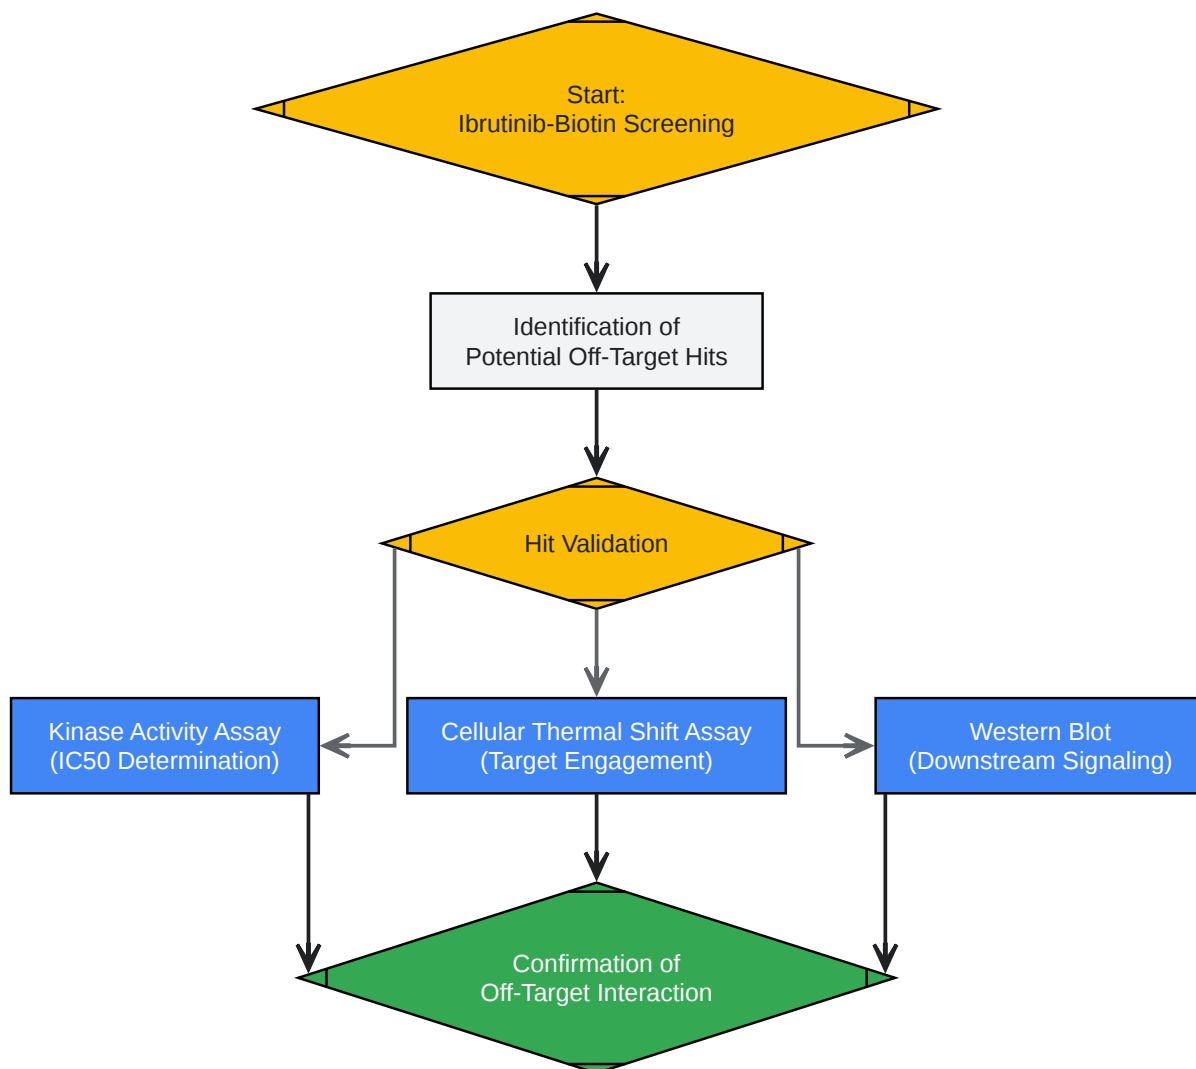 Start:
Ibrutinib-Biotin Screening
Identification of
Potential Off-Target Hits
Hit Validation
Kinase Activity Assay
(IC50 Determination)
Cellular Thermal Shift Assay
(Target Engagement)
Western Blot
(Downstream Signaling)
Confirmation of
Off-Target Interaction